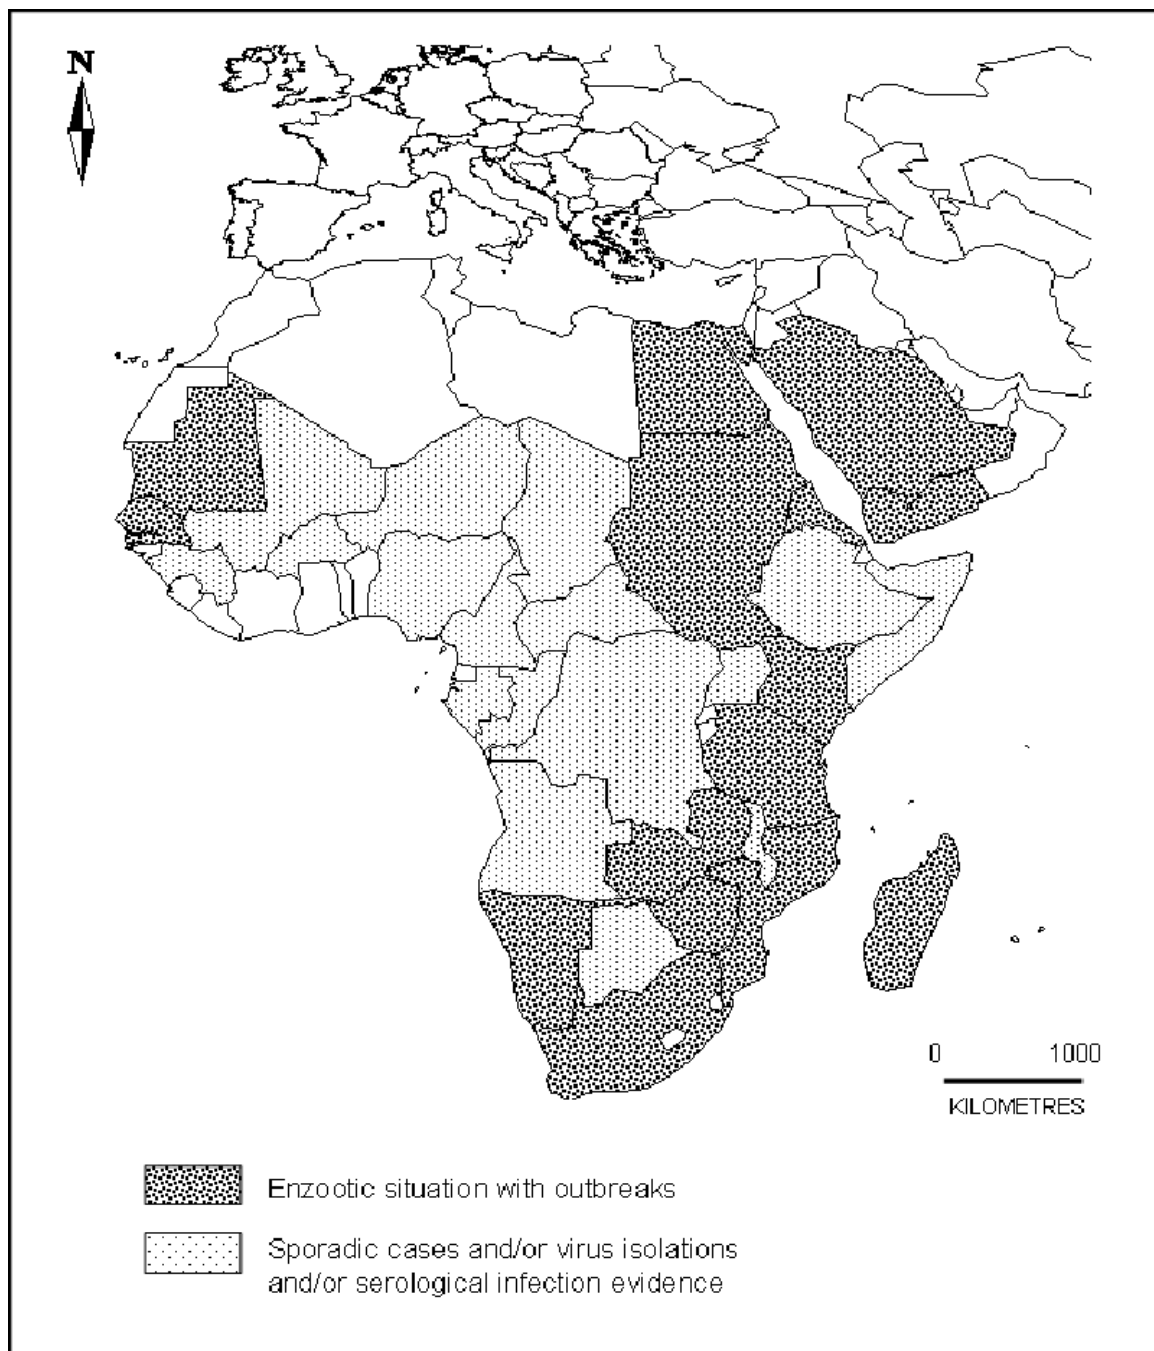 N
0 1000
KILOMETRES
Enzootic situation with outbreaks
Sporadic cases and/or virus isolations
and/or serological infection evidence